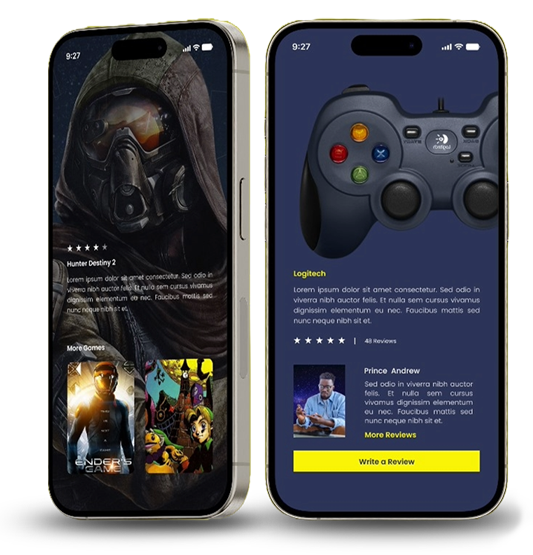 9:27
Hunter Destiny 2
Lorem ipsum dolor sit amet consectetur. Sed odio in
viverra nibh auctor felis. Et nulla sem cursus vivamus
dignissim elementum eu nec. Faucibus mattis sed
nunc neque nibh sit et.
More Games
ENDER'S
GAME
9:27
Logitech
Lorem ipsum dolor sit amet consectetur. Sed odio in
viverra nibh auctor felis. Et nulla sem cursus vivamus
dignissim elementum eu nec. Faucibus mattis sed
nunc neque nibh sit et.
48 Reviews
Prince Andrew
Sed odio in viverra nibh auctor
felis. Et nulla sem cursus
vivamus dignissim elementum
eu nec. Faucibus mattis sed
nunc neque nibh sit et.
More Reviews
Write a Review